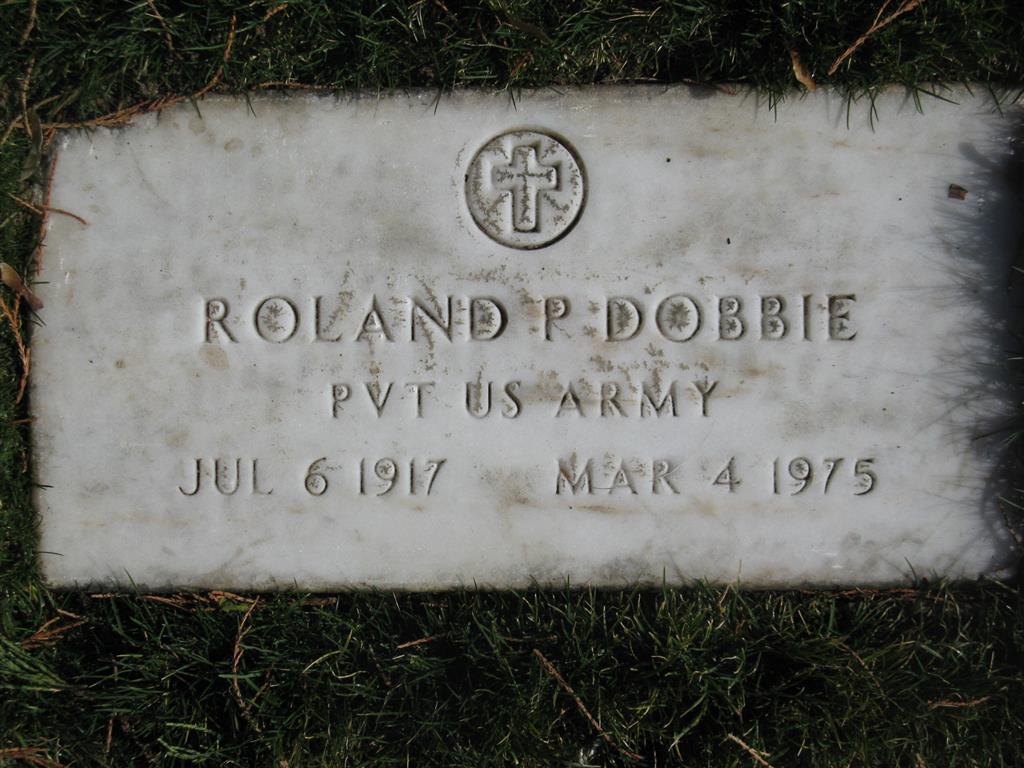 ROLAND P DOBBIE
PVT US ARMY
JUL 6 1917 MAR 4 1975